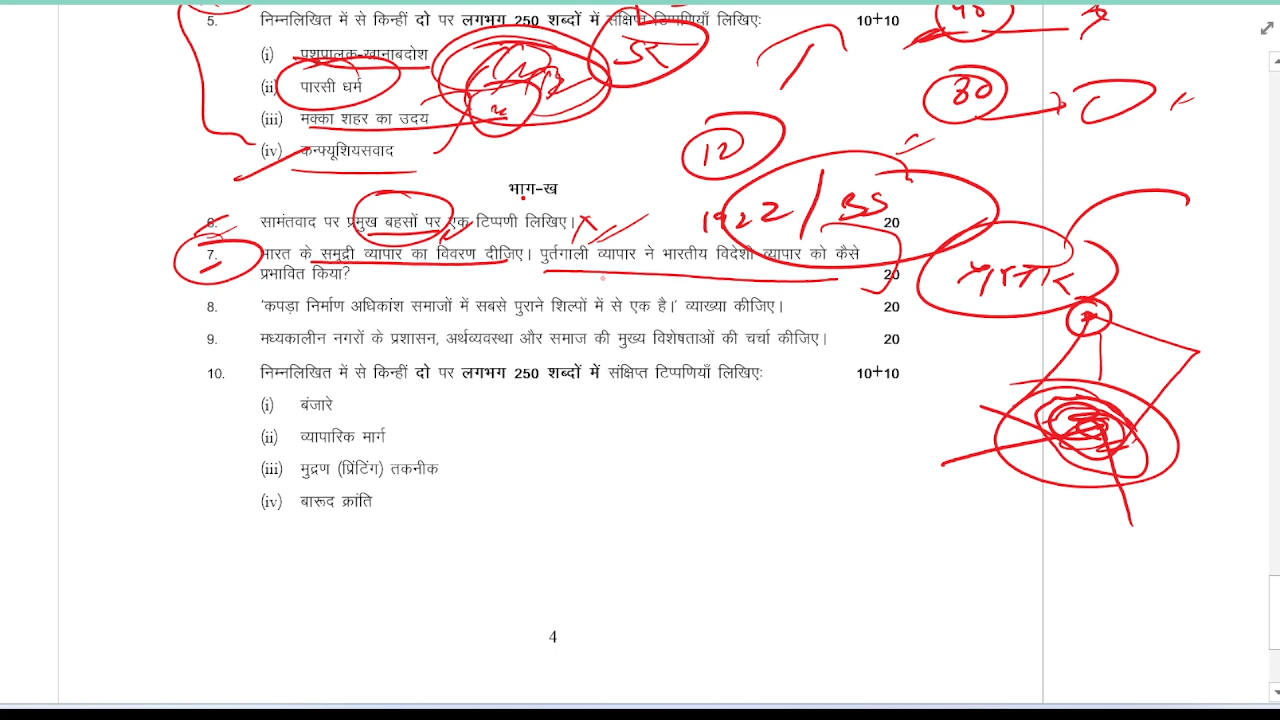 5. निम्नलिखित में से किन्हीं दो पर लगभग 250 शब्दों में संक्षिप्त टिप्पणियाँ लिखिए: 10+10
(i) पशुपालक-खानाबदोश
(ii) पारसी धर्म
(iii) मक्का शहर का उदय
(iv) कन्फ्यूशियसवाद
30
12
भाग-ख
6. सामंतवाद पर प्रमुख बहसों पर एक टिप्पणी लिखिए। 20
7. भारत के समुद्री व्यापार का विवरण दीजिए। पुर्तगाली व्यापार ने भारतीय विदेशी व्यापार को कैसे
प्रभावित किया? 20
8. 'कपड़ा निर्माण अधिकांश समाजों में सबसे पुराने शिल्पों में से एक है।' व्याख्या कीजिए। 20
9. मध्यकालीन नगरों के प्रशासन, अर्थव्यवस्था और समाज की मुख्य विशेषताओं की चर्चा कीजिए। 20
10. निम्नलिखित में से किन्हीं दो पर लगभग 250 शब्दों में संक्षिप्त टिप्पणियाँ लिखिए: 10+10
(i) बंजारे
(ii) व्यापारिक मार्ग
(iii) मुद्रण (प्रिंटिंग) तकनीक
(iv) बारूद क्रांति
4